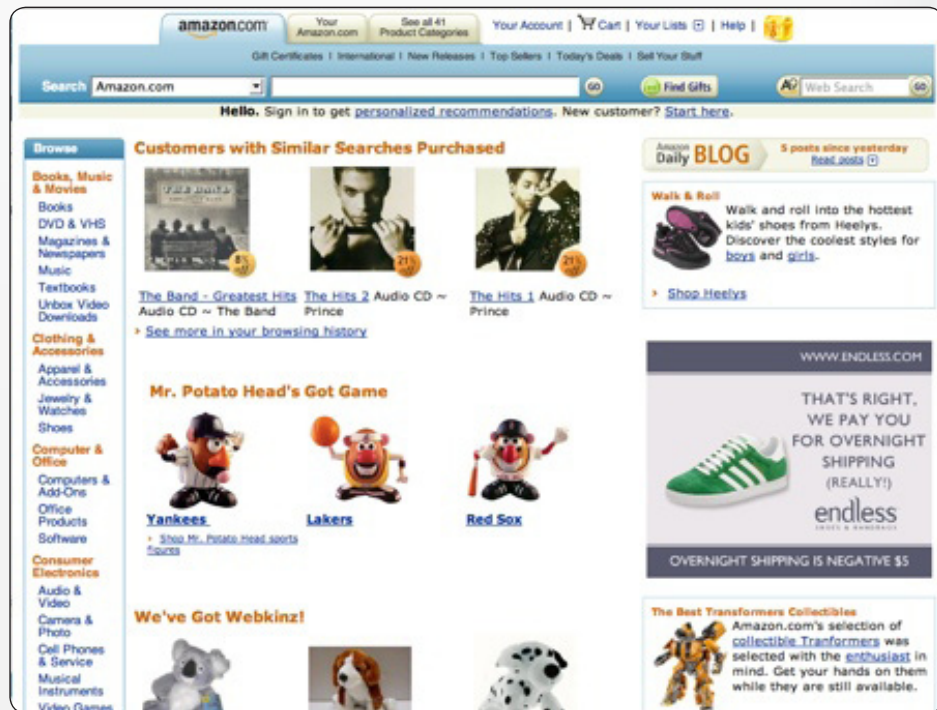 amazon.com
Your
Amazon.com
See all 41
Product Categories
Your Account | Cart | Your Lists | Help |
Gift Certificates | International | New Releases | Top Sellers | Today's Deals | Sell Your Stuff
Search Amazon.com GO Find Gifts A9 Web Search GO
Hello. Sign in to get personalized recommendations. New customer? Start here.
Browse
Books, Music
& Movies
Books
DVD & VHS
Magazines &
Newspapers
Music
Textbooks
Unbox Video
Downloads
Clothing &
Accessories
Apparel &
Accessories
Jewelry &
Watches
Shoes
Computer &
Office
Computers &
Add-Ons
Office
Products
Software
Consumer
Electronics
Audio &
Video
Camera &
Photo
Cell Phones
& Service
Musical
Instruments
Video Games
Customers with Similar Searches Purchased
THE BAND
The Band - Greatest Hits
Audio CD ~ The Band
The Hits 2 Audio CD ~
Prince
The Hits 1 Audio CD ~
Prince
See more in your browsing history
Mr. Potato Head's Got Game
Yankees
Lakers
Red Sox
Shop Mr. Potato Head sports
figures
We've Got Webkinz!
Amazon
Daily BLOG
5 posts since yesterday
Read posts
Walk & Roll
Walk and roll into the hottest
kids' shoes from Heelys.
Discover the coolest styles for
boys and girls.
Shop Heelys
WWW.ENDLESS.COM
THAT'S RIGHT,
WE PAY YOU
FOR OVERNIGHT
SHIPPING
(REALLY!)
endless
SHOES & HANDBAGS
OVERNIGHT SHIPPING IS NEGATIVE $5
The Best Transformers Collectibles
Amazon.com's selection of
collectible Tranformers was
selected with the enthusiast in
mind. Get your hands on them
while they are still available.